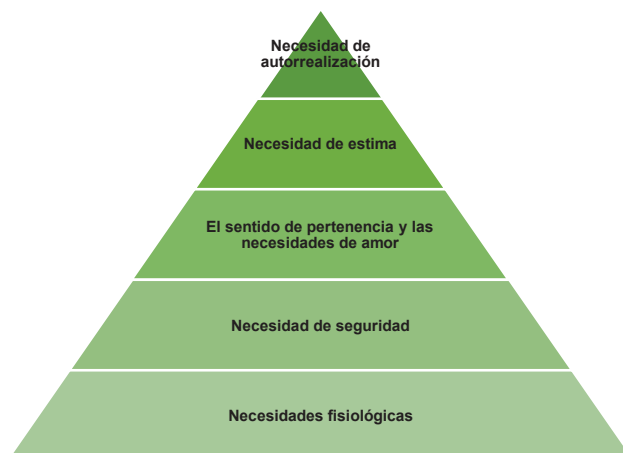 Necesidad de
autorrealización
Necesidad de estima
El sentido de pertenencia y las
necesidades de amor
Necesidad de seguridad
Necesidades fisiológicas